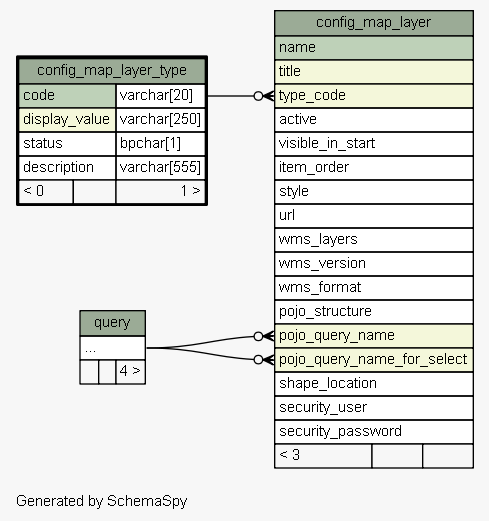 config_map_layer_type
code varchar[20]
display_value varchar[250]
status bpchar[1]
description varchar[555]
< 0 1 >
config_map_layer
name
title
type_code
active
visible_in_start
item_order
style
url
wms_layers
wms_version
wms_format
pojo_structure
pojo_query_name
pojo_query_name_for_select
shape_location
security_user
security_password
< 3
query
...
4 >
Generated by SchemaSpy